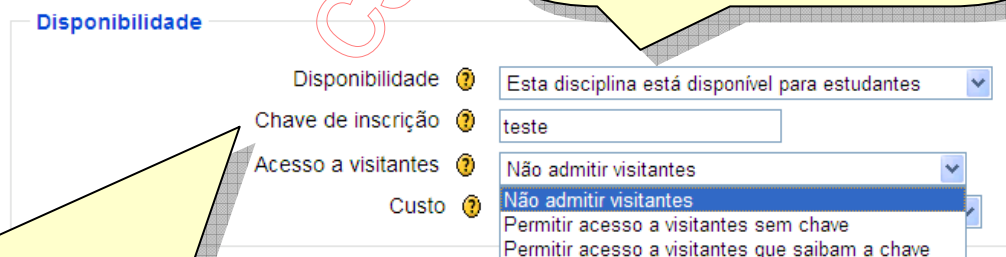 Disponibilidade
Disponibilidade Esta disciplina está disponível para estudantes
Chave de inscrição teste
Acesso a visitantes Não admitir visitantes
Não admitir visitantes
Custo
Permitir acesso a visitantes sem chave
Permitir acesso a visitantes que saibam a chave